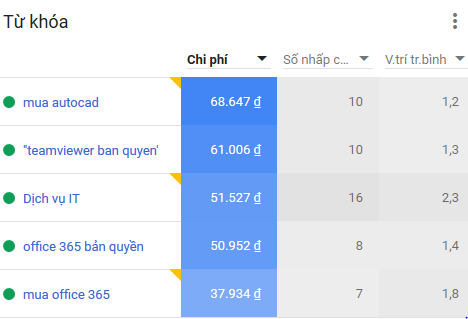 Từ khóa
Chi phí Số nhấp c... V.trí tr.bình
mua autocad 68.647 ₫ 10 1,2
"teamviewer ban quyen' 61.006 ₫ 10 1,3
Dịch vụ IT 51.527 ₫ 16 2,3
office 365 bản quyền 50.952 ₫ 8 1,4
mua office 365 37.934 ₫ 7 1,8